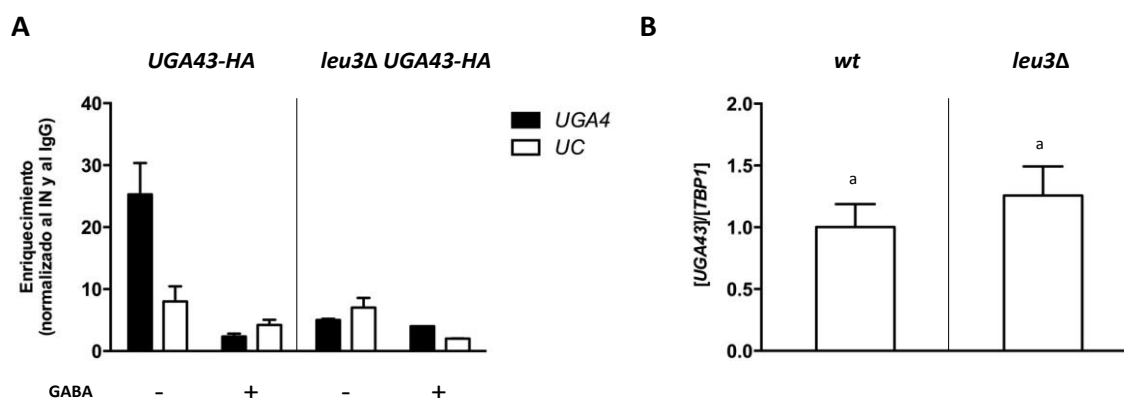 A
UGA43-HA
leu3Δ UGA43-HA
Enriquecimiento
(normalizado al IN y al IgG)
40
30
20
10
0
UGA4
UC
GABA
-
+
-
+
B
wt
leu3Δ
[UGA43]/[TBP1]
2.0
1.5
1.0
0.5
0.0
a
a